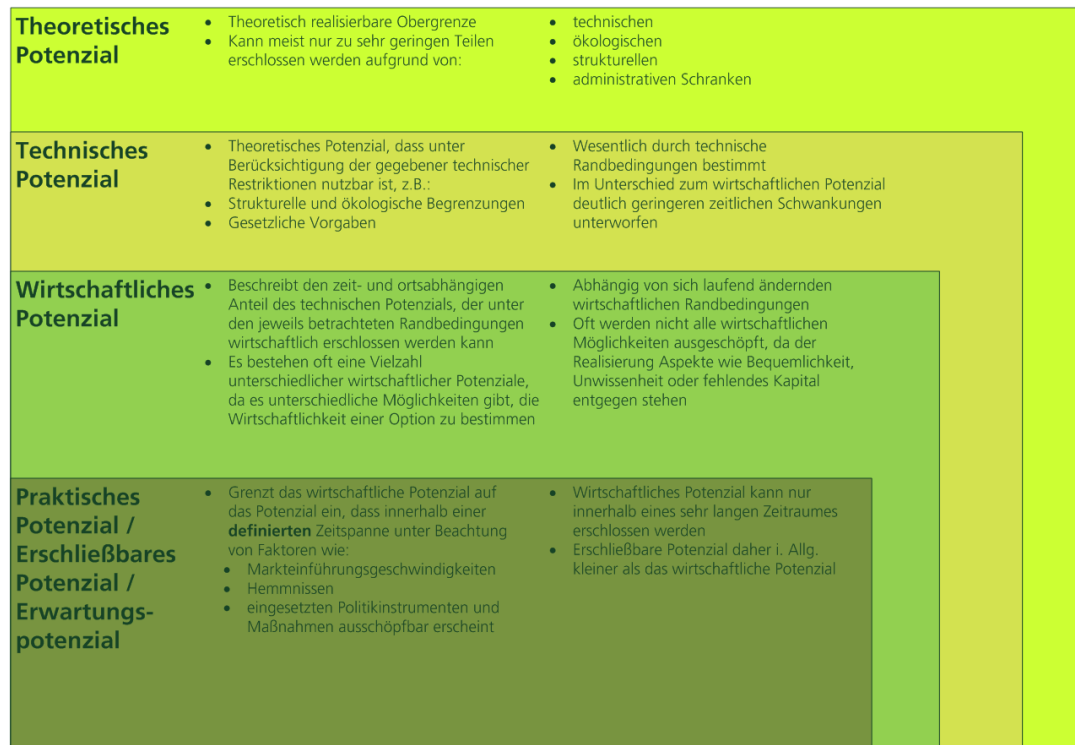 Theoretisches
Potenzial
• Theoretisch realisierbare Obergrenze
• Kann meist nur zu sehr geringen Teilen
erschlossen werden aufgrund von:
• technischen
• ökologischen
• strukturellen
• administrativen Schranken
Technisches
Potenzial
• Theoretisches Potenzial, dass unter
Berücksichtigung der gegebener technischer
Restriktionen nutzbar ist, z.B.:
• Strukturelle und ökologische Begrenzungen
• Gesetzliche Vorgaben
• Wesentlich durch technische
Randbedingungen bestimmt
• Im Unterschied zum wirtschaftlichen Potenzial
deutlich geringeren zeitlichen Schwankungen
unterworfen
Wirtschaftliches
Potenzial
• Beschreibt den zeit- und ortsabhängigen
Anteil des technischen Potenzials, der unter
den jeweils betrachteten Randbedingungen
wirtschaftlich erschlossen werden kann
• Es bestehen oft eine Vielzahl
unterschiedlicher wirtschaftlicher Potenziale,
da es unterschiedliche Möglichkeiten gibt, die
Wirtschaftlichkeit einer Option zu bestimmen
• Abhängig von sich laufend ändernden
wirtschaftlichen Randbedingungen
• Oft werden nicht alle wirtschaftlichen
Möglichkeiten ausgeschöpft, da der
Realisierung Aspekte wie Bequemlichkeit,
Unwissenheit oder fehlendes Kapital
entgegen stehen
Praktisches
Potenzial /
Erschließbares
Potenzial /
Erwartungs-
potenzial
• Grenzt das wirtschaftliche Potenzial auf
das Potenzial ein, dass innerhalb einer
definierten Zeitspanne unter Beachtung
von Faktoren wie:
• Markteinführungsgeschwindigkeiten
• Hemmnissen
• eingesetzten Politikinstrumenten und
Maßnahmen ausschöpfbar erscheint
• Wirtschaftliches Potenzial kann nur
innerhalb eines sehr langen Zeitraumes
erschlossen werden
• Erschließbare Potenzial daher i. Allg.
kleiner als das wirtschaftliche Potenzial